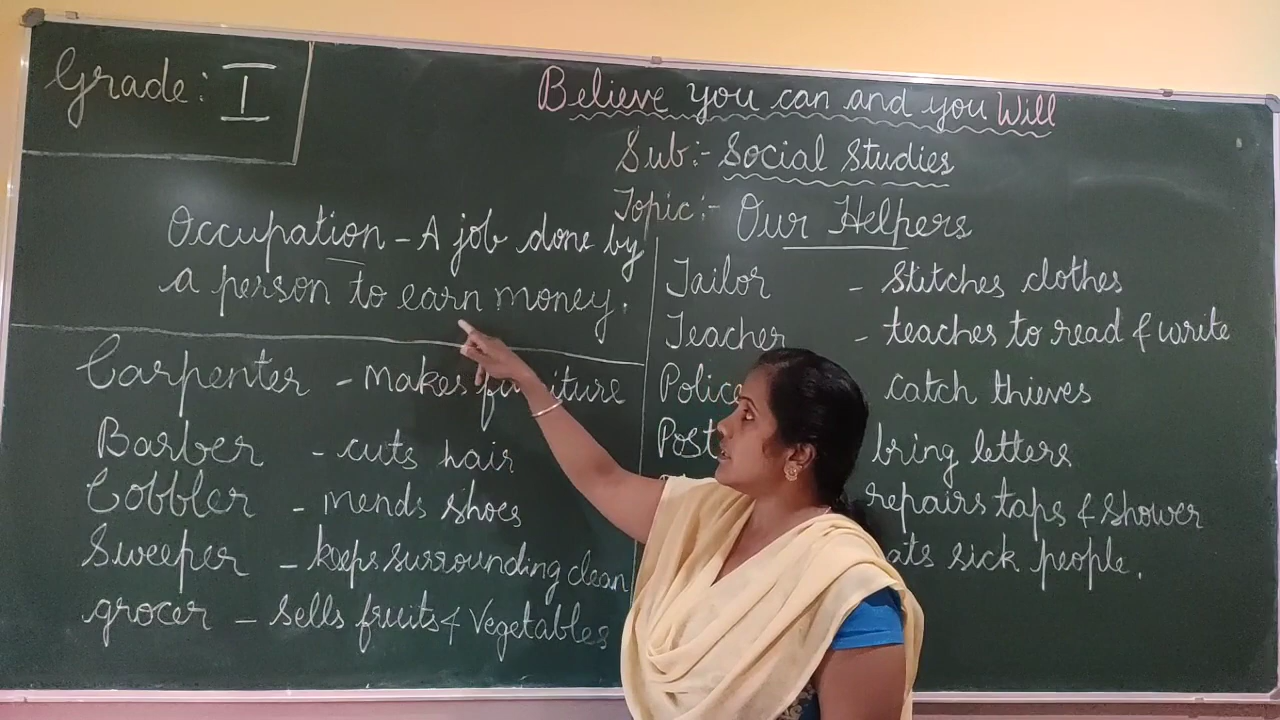 Grade: I
Believe you can and you Will
Sub:- Social Studies
Topic:- Our Helpers
Occupation - A job done by
a person to earn money.
Carpenter - makes furniture
Barber - cuts hair
Cobbler - mends shoes
Sweeper - keeps surrounding clean
grocer - sells fruits & Vegetables
Tailor - Stitches clothes
Teacher - teaches to read & write
Police catch thieves
Post bring letters
repairs taps & shower
sick people.